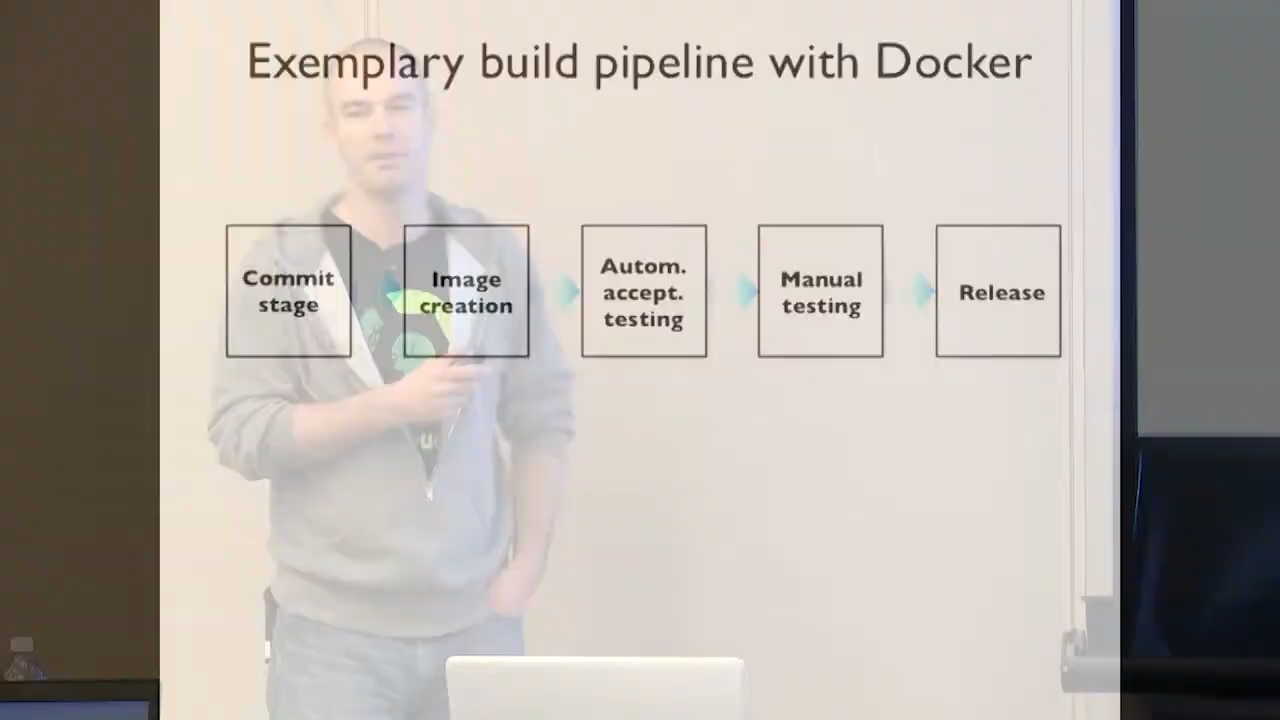 Exemplary build pipeline with Docker
Commit
stage
Image
creation
Autom.
accept.
testing
Manual
testing
Release